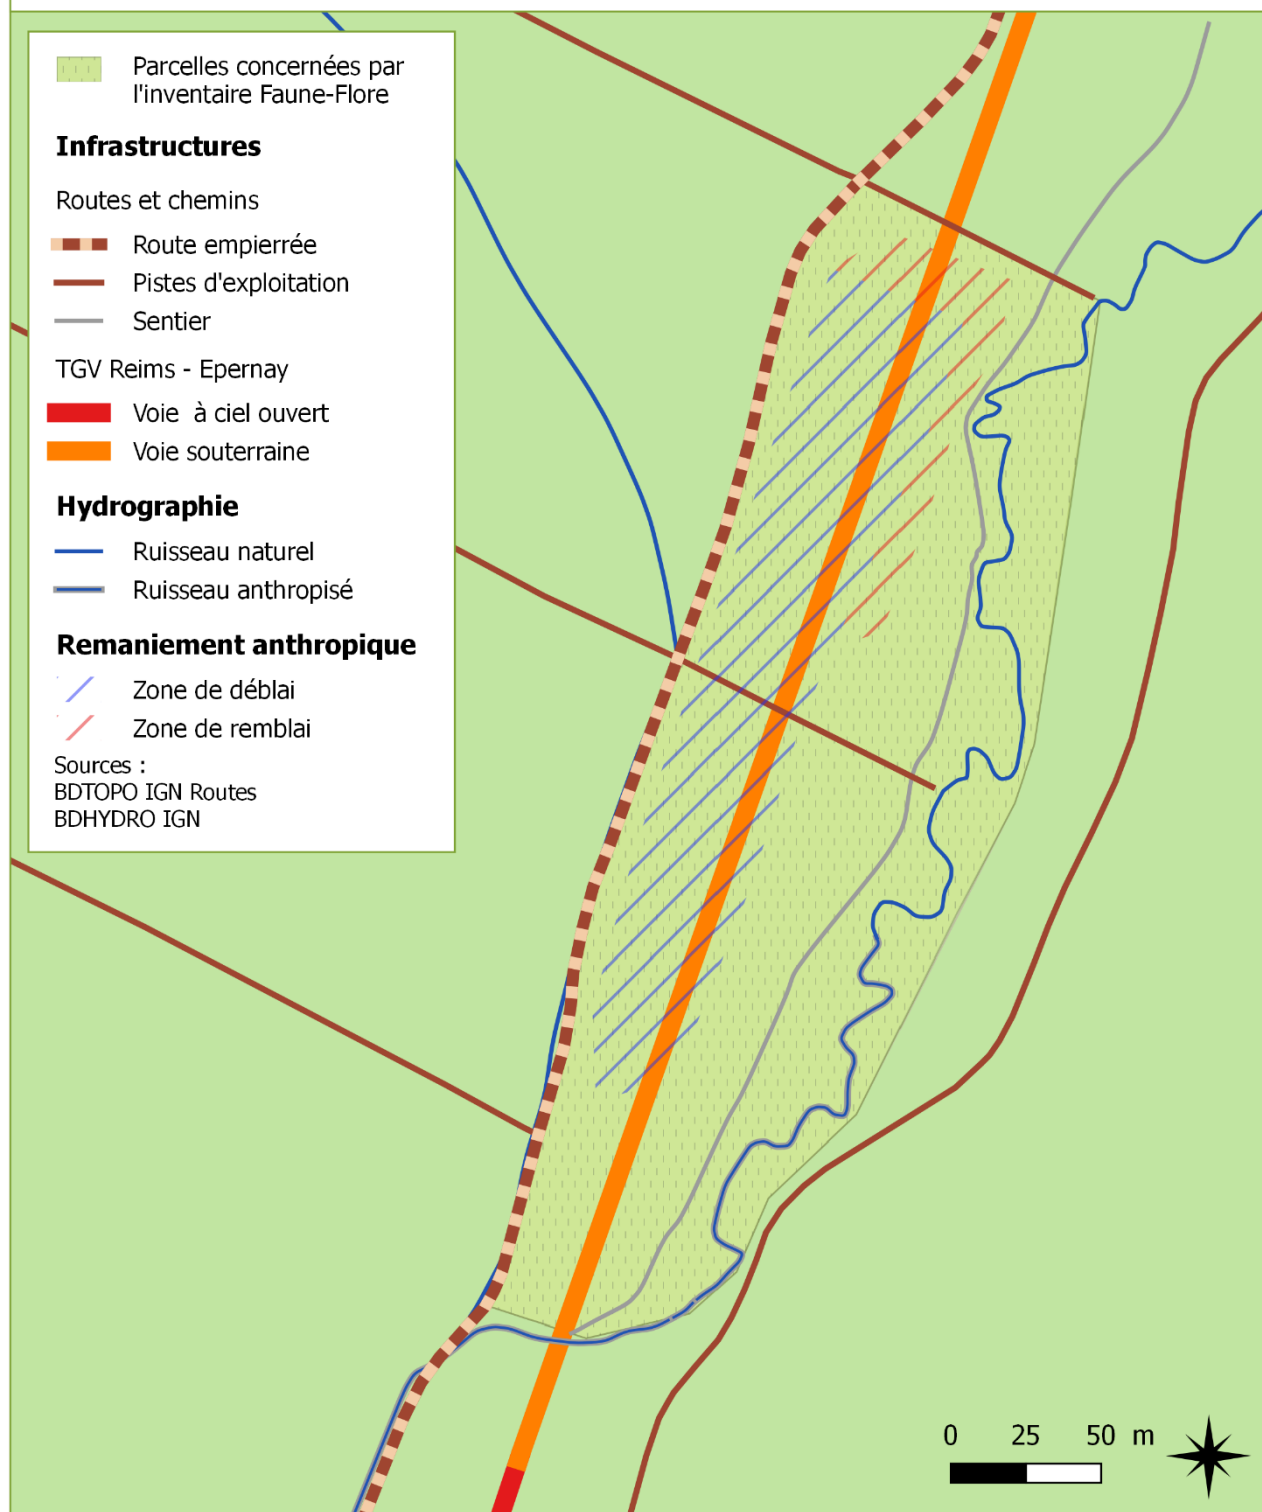 Parcelles concernées par
l'inventaire Faune-Flore
Infrastructures
Routes et chemins
Route empierrée
Pistes d'exploitation
Sentier
TGV Reims - Epernay
Voie à ciel ouvert
Voie souterraine
Hydrographie
Ruisseau naturel
Ruisseau anthropisé
Remaniement anthropique
Zone de déblai
Zone de remblai
Sources :
BDTOPO IGN Routes
BDHYDRO IGN
0 25 50 m